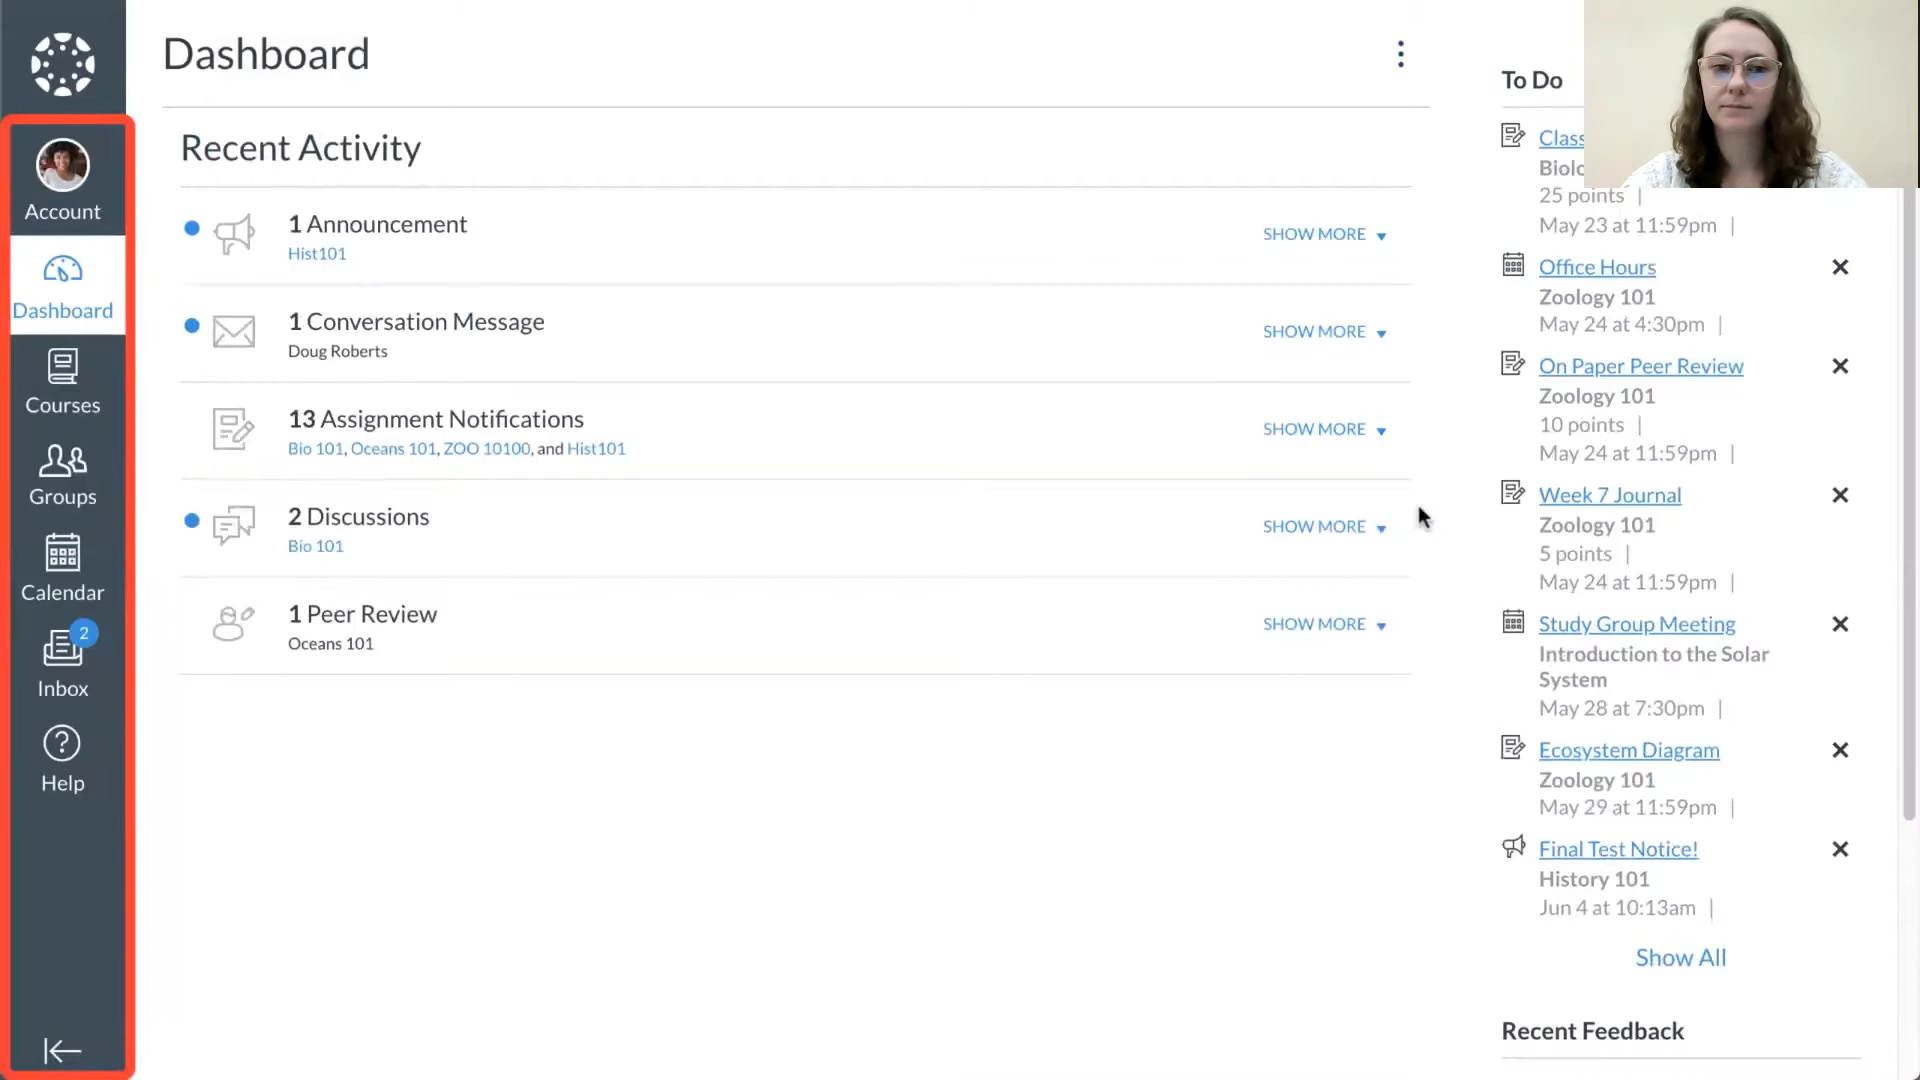 Dashboard
Account
Dashboard
Courses
Groups
Calendar
2
Inbox
Help
Recent Activity
1 Announcement
Hist101
SHOW MORE
1 Conversation Message
Doug Roberts
SHOW MORE
13 Assignment Notifications
Bio 101, Oceans 101, ZOO 10100, and Hist101
SHOW MORE
2 Discussions
Bio 101
SHOW MORE
1 Peer Review
Oceans 101
SHOW MORE
To Do
Class
25 points |
May 23 at 11:59pm |
Office Hours
Zoology 101
May 24 at 4:30pm |
On Paper Peer Review
Zoology 101
10 points |
May 24 at 11:59pm |
Week 7 Journal
Zoology 101
5 points |
May 24 at 11:59pm |
Study Group Meeting
Introduction to the Solar
System
May 28 at 7:30pm |
Ecosystem Diagram
Zoology 101
May 29 at 11:59pm |
Final Test Notice!
History 101
Jun 4 at 10:13am |
Show All
Recent Feedback